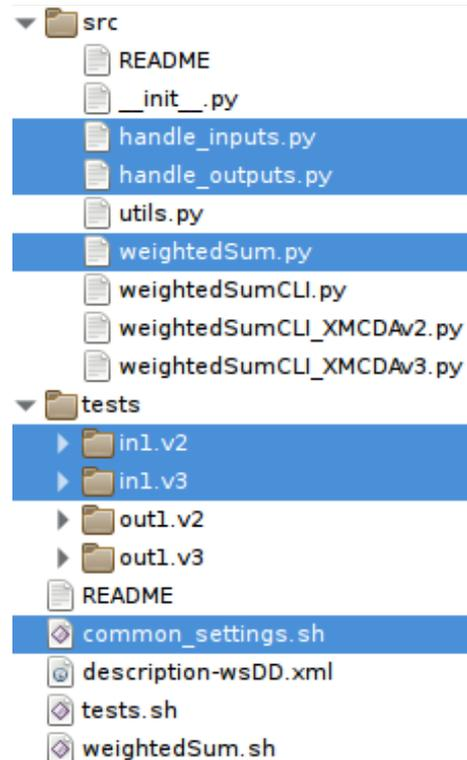 src
README
__init__.py
handle_inputs.py
handle_outputs.py
utils.py
weightedSum.py
weightedSumCLI.py
weightedSumCLI_XMCDAv2.py
weightedSumCLI_XMCDAv3.py
tests
in1.v2
in1.v3
out1.v2
out1.v3
README
common_settings.sh
description-wsDD.xml
tests.sh
weightedSum.sh